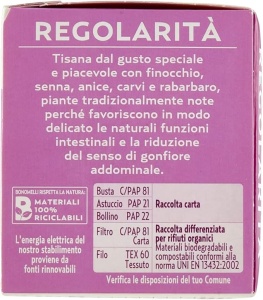 REGOLARITÀ
Tisana dal gusto speciale
e piacevole con finocchio,
senna, anice, carvi e rabarbaro,
piante tradizionalmente note
perché favoriscono in modo
delicato le naturali funzioni
intestinali e la riduzione
del senso di gonfiore
addominale.
BONOMELLI RISPETTA LA NATURA
MATERIALI
100%
RICICLABILI
L'energia elettrica del
nostro stabilimento
proviene da
fonti rinnovabili
Busta C/PAP 81
Astuccio PAP 21 Raccolta carta
Bollino PAP 22
Filtro C/PAP 81 Raccolta differenziata
Carta per rifiuti organici
Filo TEX 60 Materiali biodegradabili e
Tessuto compostabili conformi alla
norma UNI EN 13432:2002
Verifica le disposizioni del tuo Comune